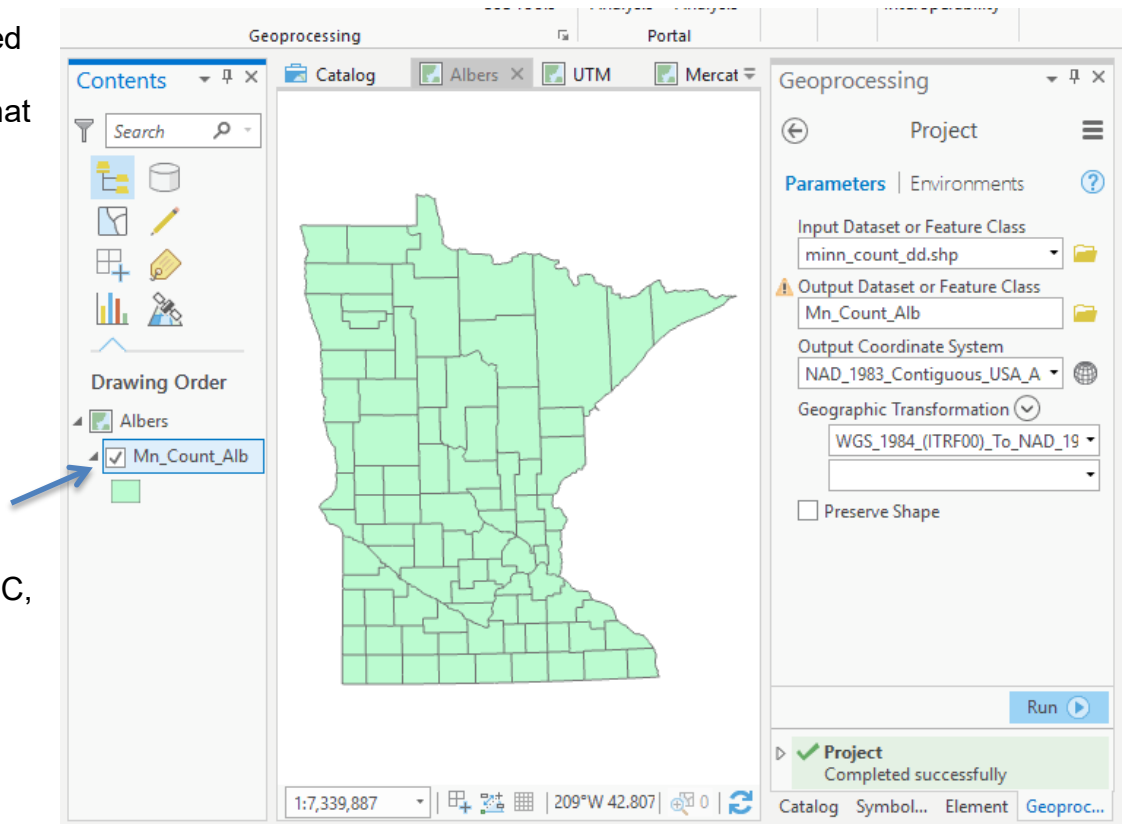 Geoprocessing
Portal
ed
hat
C,
Contents
Search
Drawing Order
Albers
Mn_Count_Alb
Catalog
Albers
UTM
Mercat
1:7,339,887
209°W 42.807
0
Geoprocessing
Project
Parameters | Environments
Input Dataset or Feature Class
minn_count_dd.shp
Output Dataset or Feature Class
Mn_Count_Alb
Output Coordinate System
NAD_1983_Contiguous_USA_A
Geographic Transformation
WGS_1984_(ITRF00)_To_NAD_19
Preserve Shape
Run
Project
Completed successfully
Catalog Symbol... Element Geoproc...